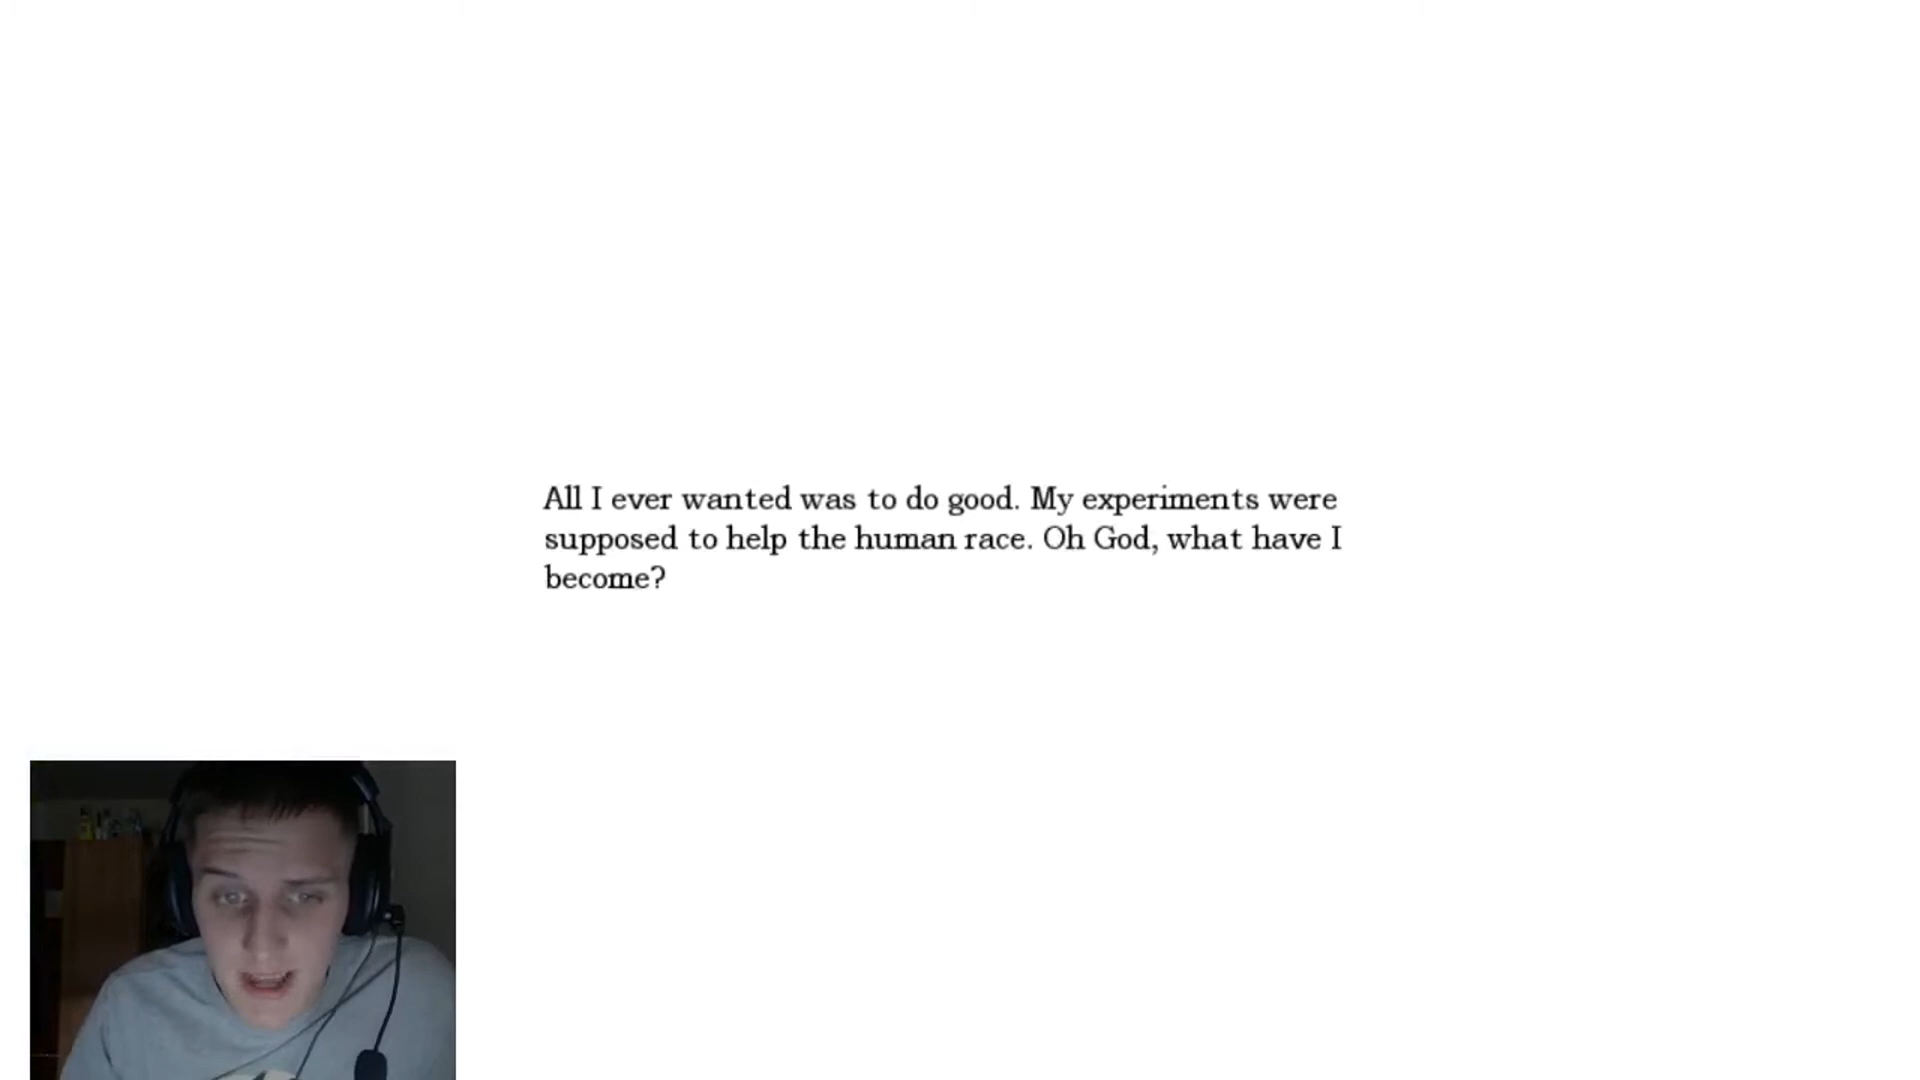 All I ever wanted was to do good. My experiments were
supposed to help the human race. Oh God, what have I
become?